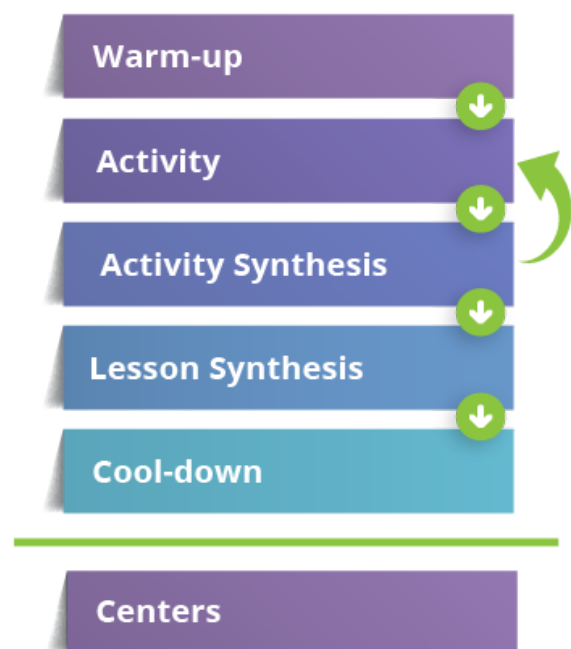 Warm-up
Activity
Activity Synthesis
Lesson Synthesis
Cool-down
Centers